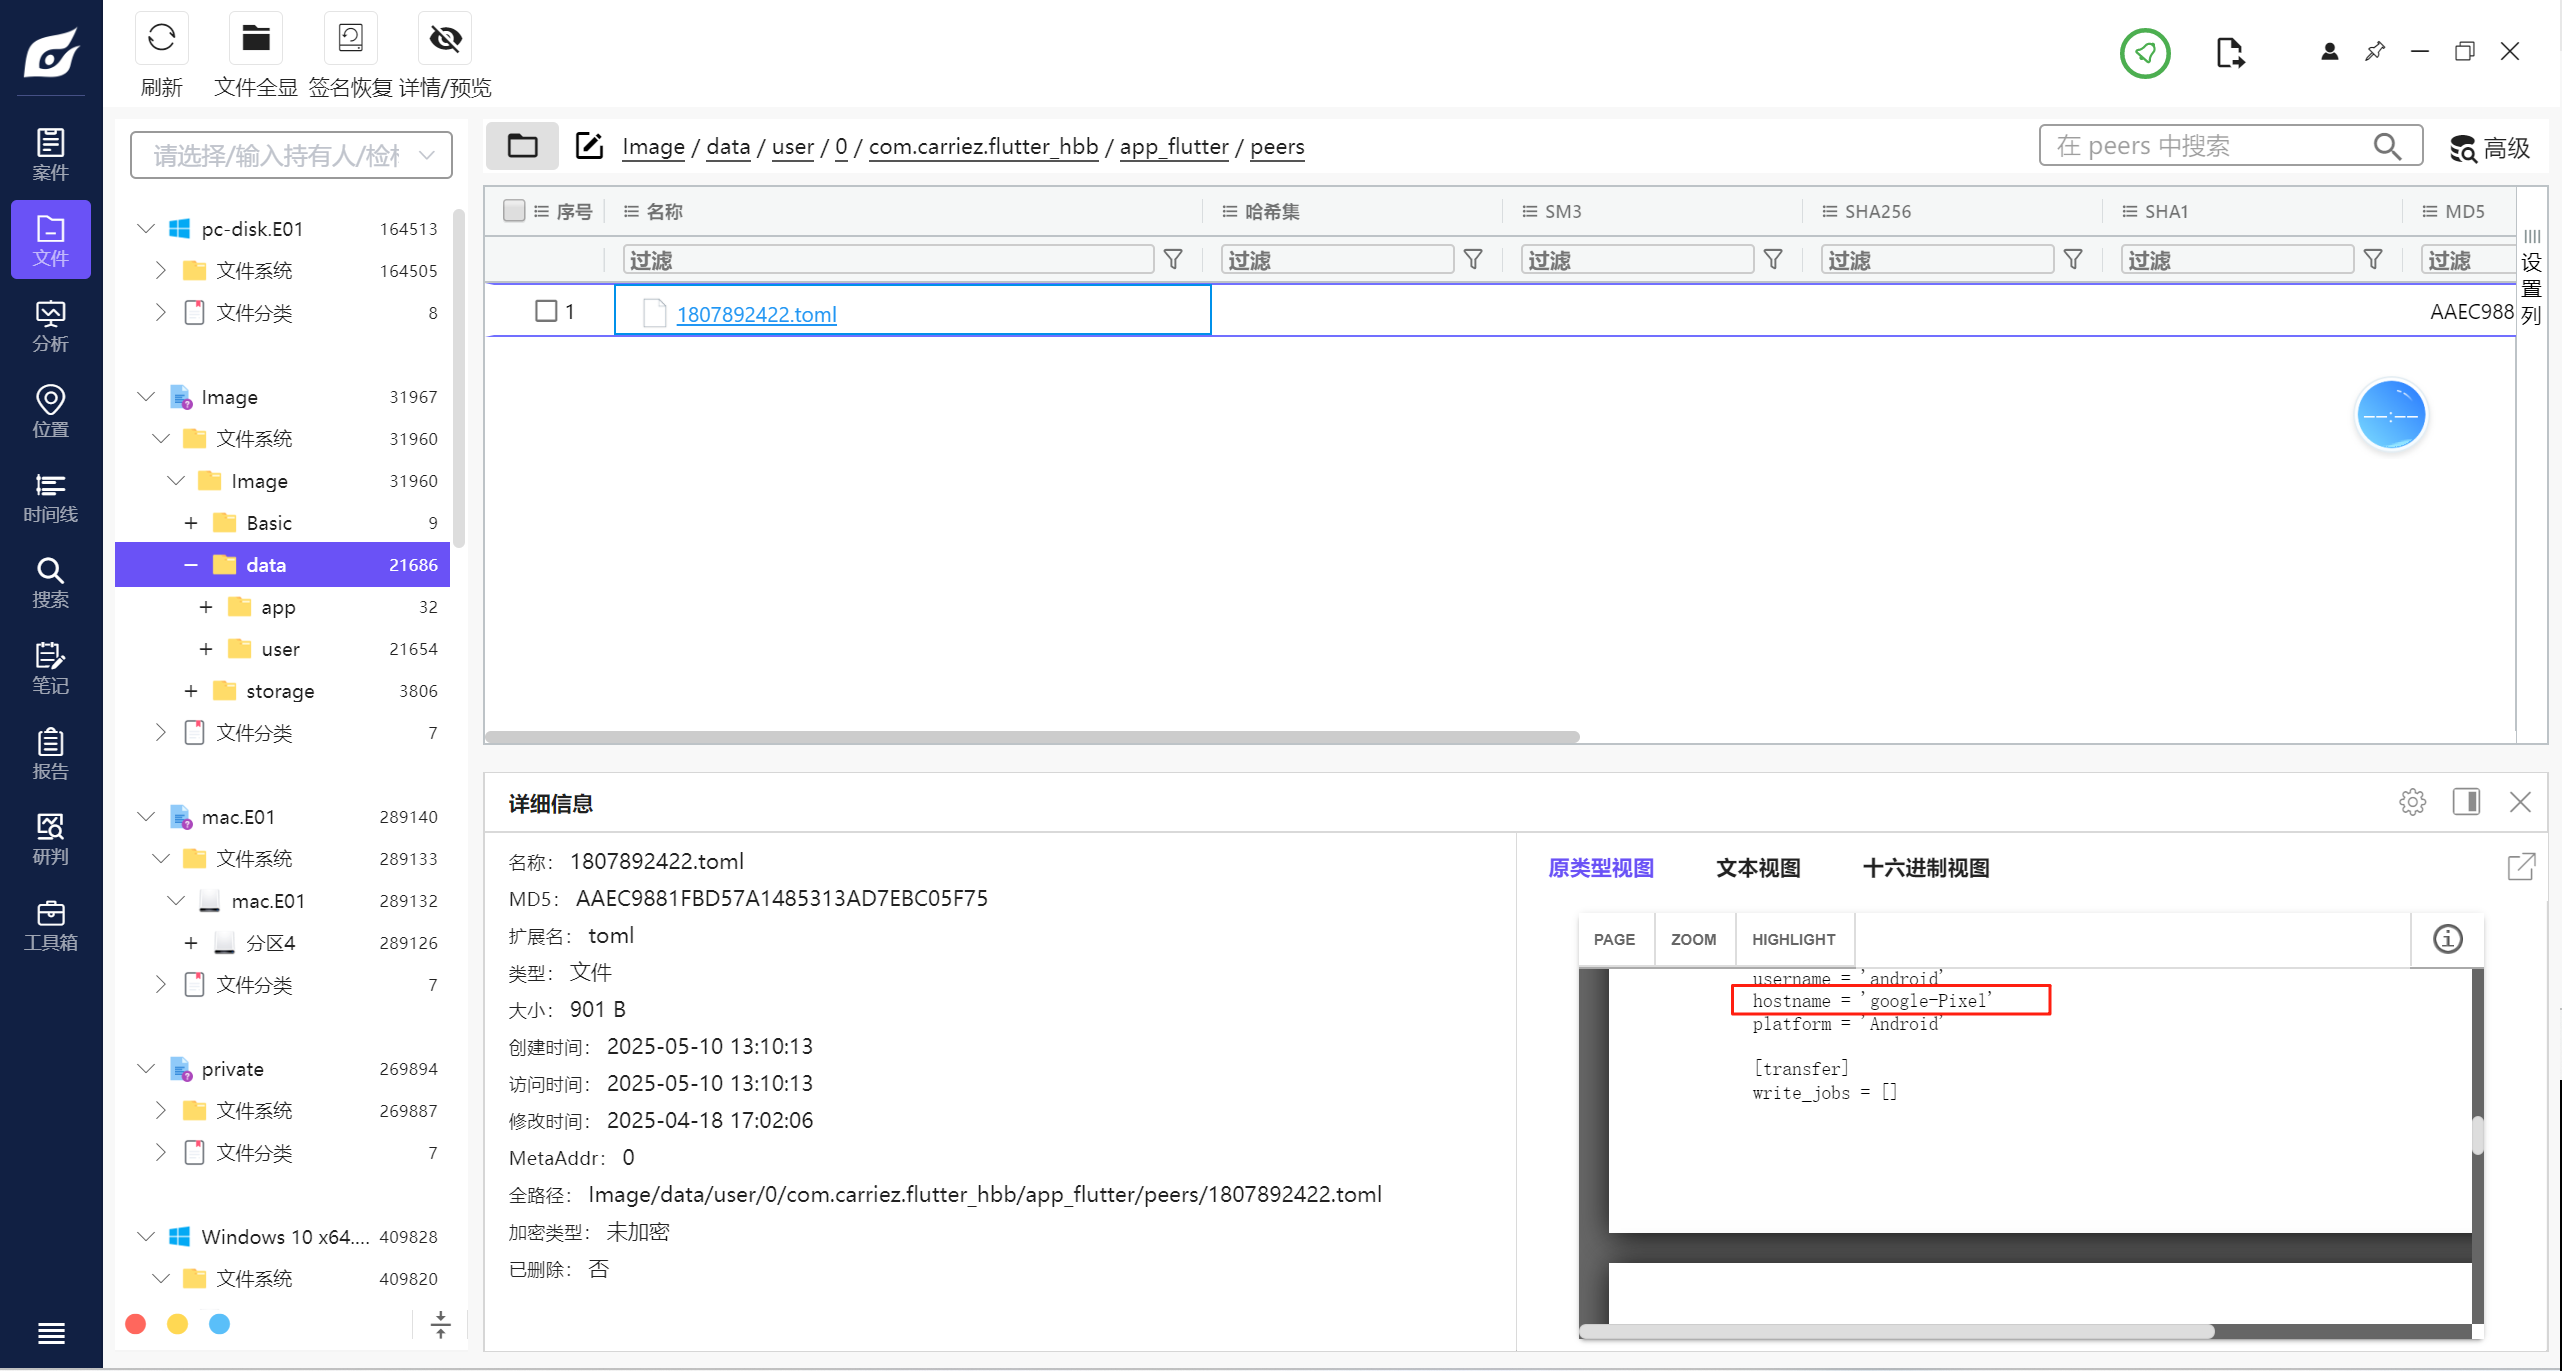 刷新
文件全显
签名恢复
详情/预览
案件
文件
分析
位置
时间线
搜索
笔记
报告
研判
工具箱
请选择/输入持有人/检材
pc-disk.E01 164513
文件系统 164505
文件分类 8
Image 31967
文件系统 31960
Image 31960
Basic 9
data 21686
app 32
user 21654
storage 3806
文件分类 7
mac.E01 289140
文件系统 289133
mac.E01 289132
分区4 289126
文件分类 7
private 269894
文件系统 269887
文件分类 7
Windows 10 x64.... 409828
文件系统 409820
Image / data / user / 0 / com.carriez.flutter_hbb / app_flutter / peers
在 peers 中搜索
高级
序号 名称 哈希集 SM3 SHA256 SHA1 MD5
过滤 过滤 过滤 过滤 过滤 过滤
1 1807892422.toml AAEC988
设置列
--:--
详细信息
名称: 1807892422.toml
MD5: AAEC9881FBD57A1485313AD7EBC05F75
扩展名: toml
类型: 文件
大小: 901 B
创建时间: 2025-05-10 13:10:13
访问时间: 2025-05-10 13:10:13
修改时间: 2025-04-18 17:02:06
MetaAddr: 0
全路径: Image/data/user/0/com.carriez.flutter_hbb/app_flutter/peers/1807892422.toml
加密类型: 未加密
已删除: 否
原类型视图 文本视图 十六进制视图
PAGE ZOOM HIGHLIGHT
username = 'android'
hostname = 'google-Pixel'
platform = 'Android'
[transfer]
write_jobs = []